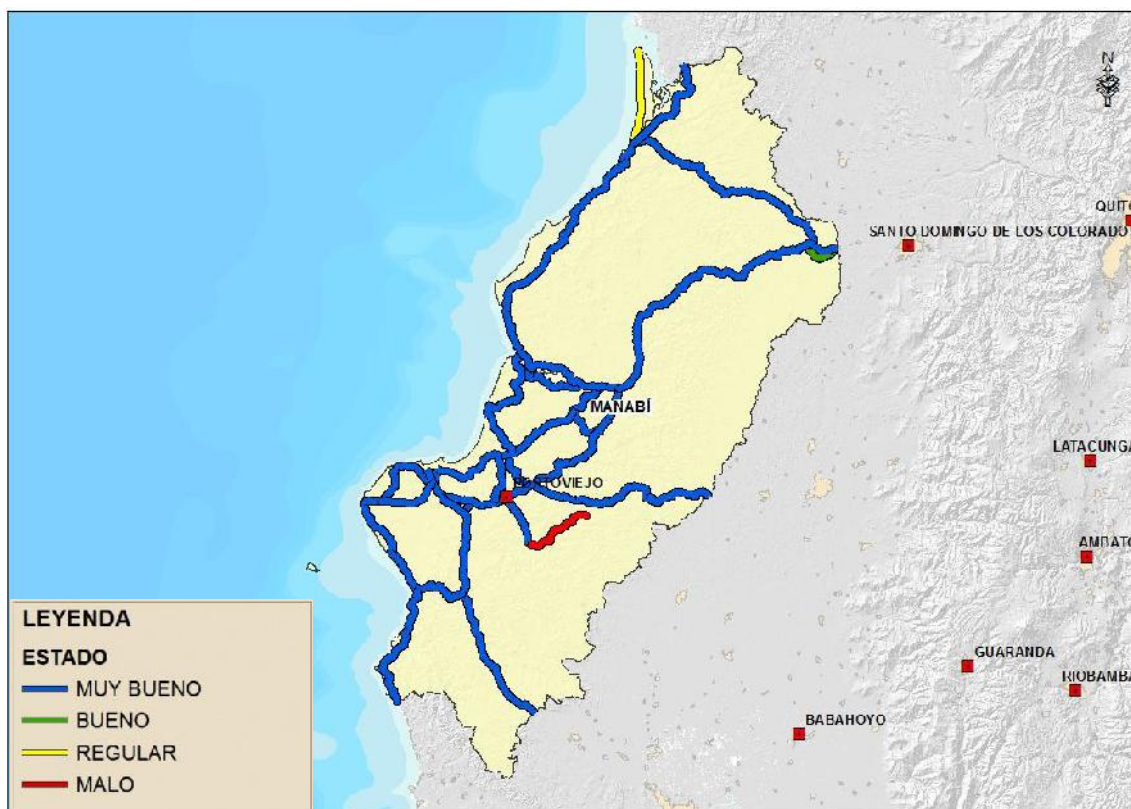 N
QUITO
SANTO DOMINGO DE LOS COLORADO
MANABÍ
LATACUNGA
PORTOVIEJO
AMBATO
LEYENDA
ESTADO
MUY BUENO
BUENO
REGULAR
MALO
GUARANDA
RIOBAMBA
BABAHOYO